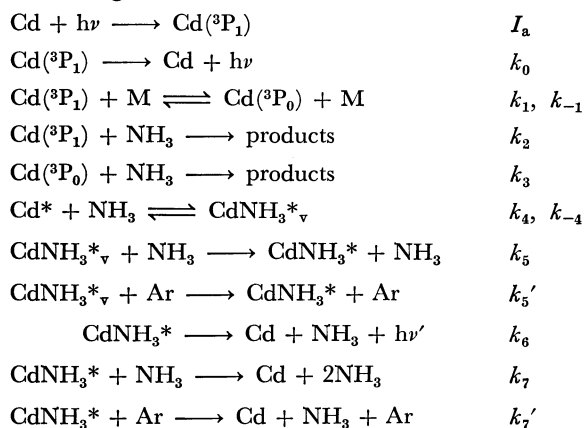 Cd + hν ⟶ Cd(³P₁) Iₐ
Cd(³P₁) ⟶ Cd + hν k₀
Cd(³P₁) + M ⇌ Cd(³P₀) + M k₁, k₋₁
Cd(³P₁) + NH₃ ⟶ products k₂
Cd(³P₀) + NH₃ ⟶ products k₃
Cd* + NH₃ ⇌ CdNH₃*ᵥ k₄, k₋₄
CdNH₃*ᵥ + NH₃ ⟶ CdNH₃* + NH₃ k₅
CdNH₃*ᵥ + Ar ⟶ CdNH₃* + Ar k₅′
CdNH₃* ⟶ Cd + NH₃ + hν′ k₆
CdNH₃* + NH₃ ⟶ Cd + 2NH₃ k₇
CdNH₃* + Ar ⟶ Cd + NH₃ + Ar k₇′